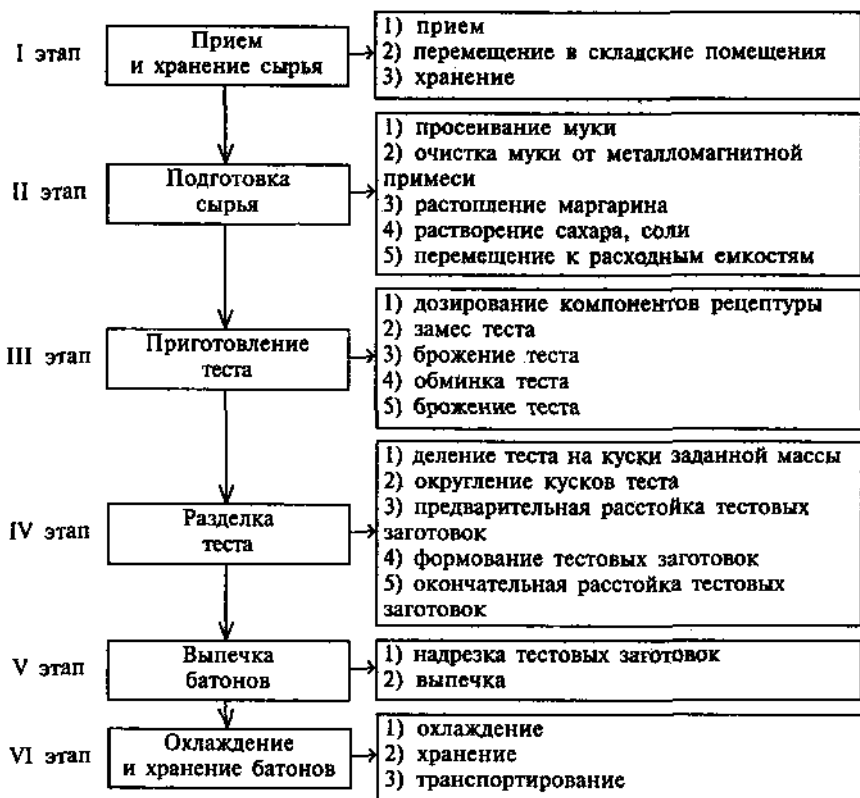 I этап
Прием
и хранение сырья
1) прием
2) перемещение в складские помещения
3) хранение
II этап
Подготовка
сырья
1) просеивание муки
2) очистка муки от металломагнитной
примеси
3) растопление маргарина
4) растворение сахара, соли
5) перемещение к расходным емкостям
III этап
Приготовление
теста
1) дозирование компонентов рецептуры
2) замес теста
3) брожение теста
4) обминка теста
5) брожение теста
IV этап
Разделка
теста
1) деление теста на куски заданной массы
2) округление кусков теста
3) предварительная расстойка тестовых
заготовок
4) формование тестовых заготовок
5) окончательная расстойка тестовых
заготовок
V этап
Выпечка
батонов
1) надрезка тестовых заготовок
2) выпечка
VI этап
Охлаждение
и хранение батонов
1) охлаждение
2) хранение
3) транспортирование